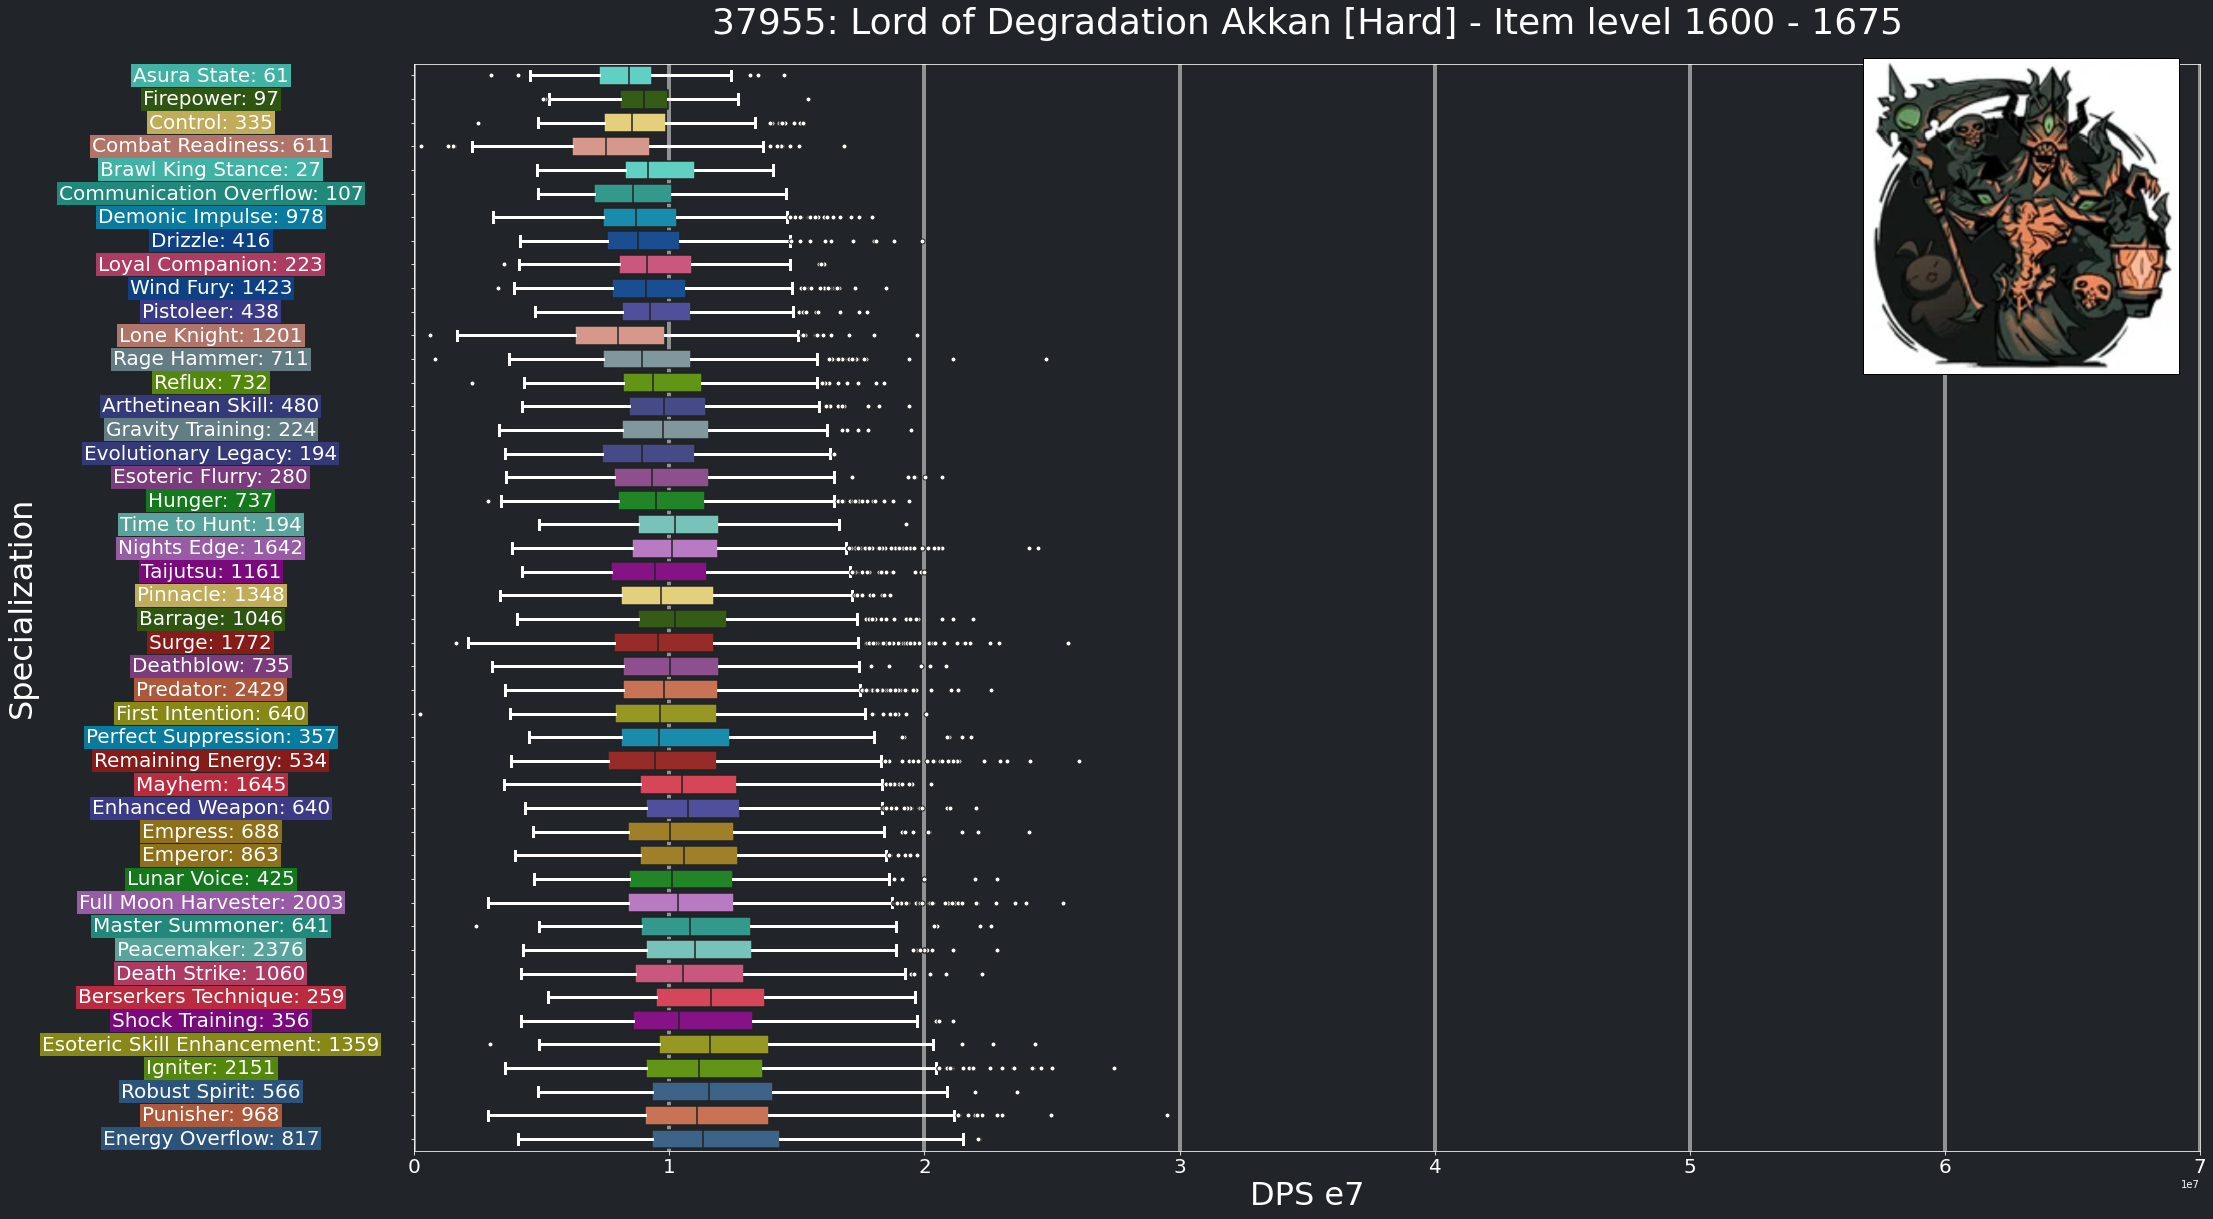 37955: Lord of Degradation Akkan [Hard] - Item level 1600 - 1675
Specialization
Asura State: 61
Firepower: 97
Control: 335
Combat Readiness: 611
Brawl King Stance: 27
Communication Overflow: 107
Demonic Impulse: 978
Drizzle: 416
Loyal Companion: 223
Wind Fury: 1423
Pistoleer: 438
Lone Knight: 1201
Rage Hammer: 711
Reflux: 732
Arthetinean Skill: 480
Gravity Training: 224
Evolutionary Legacy: 194
Esoteric Flurry: 280
Hunger: 737
Time to Hunt: 194
Nights Edge: 1642
Taijutsu: 1161
Pinnacle: 1348
Barrage: 1046
Surge: 1772
Deathblow: 735
Predator: 2429
First Intention: 640
Perfect Suppression: 357
Remaining Energy: 534
Mayhem: 1645
Enhanced Weapon: 640
Empress: 688
Emperor: 863
Lunar Voice: 425
Full Moon Harvester: 2003
Master Summoner: 641
Peacemaker: 2376
Death Strike: 1060
Berserkers Technique: 259
Shock Training: 356
Esoteric Skill Enhancement: 1359
Igniter: 2151
Robust Spirit: 566
Punisher: 968
Energy Overflow: 817
0 1 2 3 4 5 6 7
1e7
DPS e7